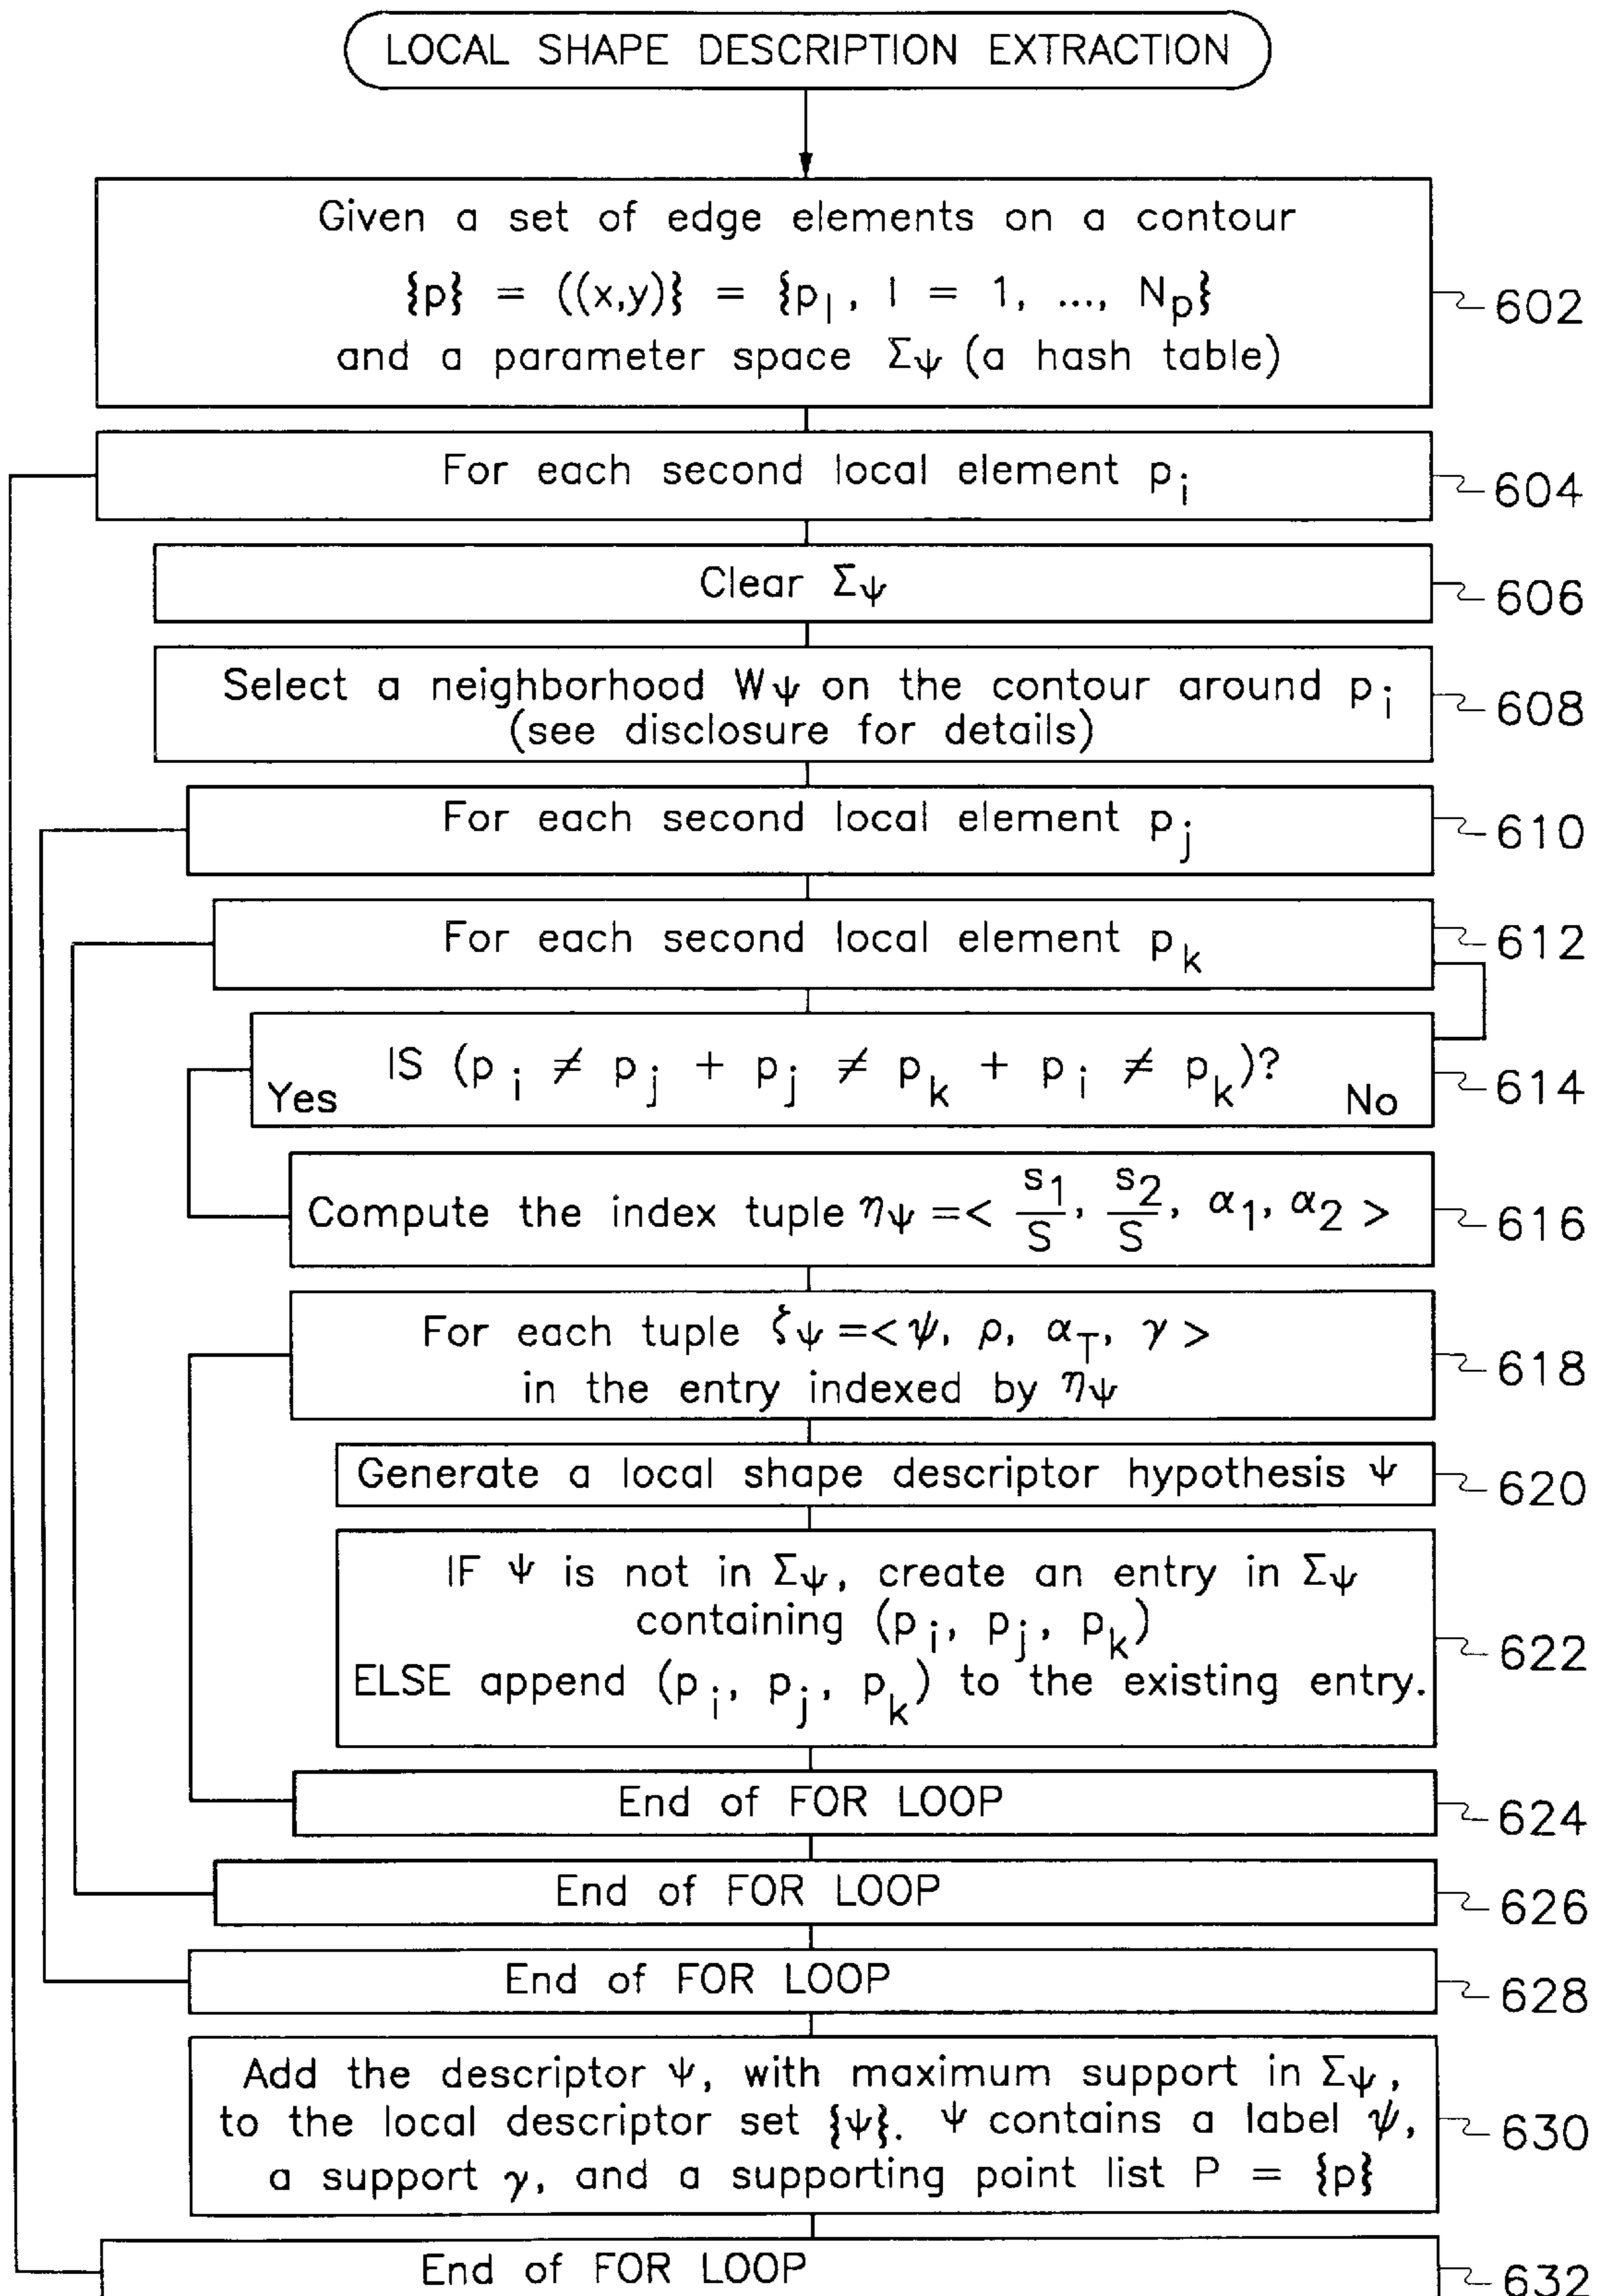 LOCAL SHAPE DESCRIPTION EXTRACTION
Given a set of edge elements on a contour
{p} = ((x,y)} = {p_l, l = 1, ..., N_p}
and a parameter space Σψ (a hash table)
602
For each second local element p_i
604
Clear Σψ
606
Select a neighborhood Wψ on the contour around p_i
(see disclosure for details)
608
For each second local element p_j
610
For each second local element p_k
612
IS (p_i ≠ p_j + p_j ≠ p_k + p_i ≠ p_k)?
Yes
No
614
Compute the index tuple ηψ =< s_1/S, s_2/S, α_1, α_2 >
616
For each tuple ζψ =< ψ, ρ, α_T, γ >
in the entry indexed by ηψ
618
Generate a local shape descriptor hypothesis Ψ
620
IF Ψ is not in Σψ, create an entry in Σψ
containing (p_i, p_j, p_k)
ELSE append (p_i, p_j, p_k) to the existing entry.
622
End of FOR LOOP
624
End of FOR LOOP
626
End of FOR LOOP
628
Add the descriptor Ψ, with maximum support in Σψ,
to the local descriptor set {Ψ}. Ψ contains a label ψ,
a support γ, and a supporting point list P = {p}
630
End of FOR LOOP
632